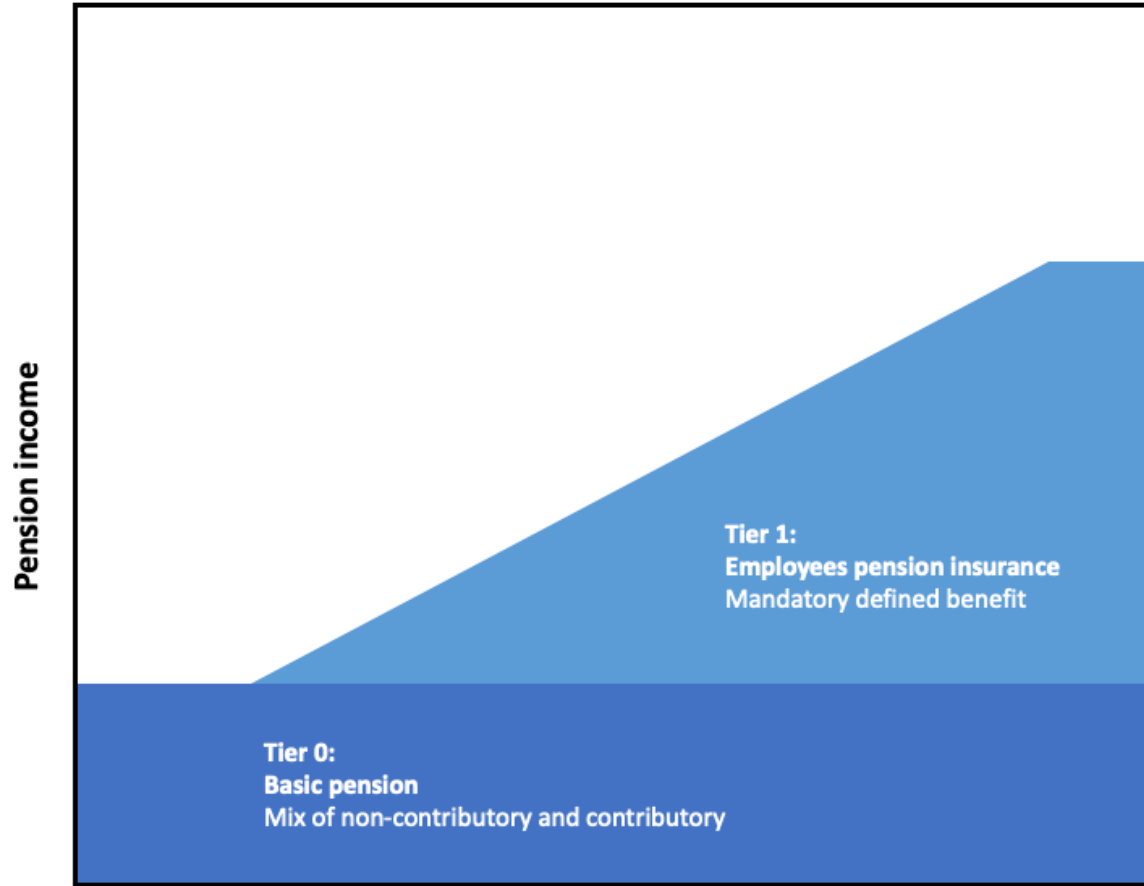 Pension income
Tier 1:
Employees pension insurance
Mandatory defined benefit
Tier 0:
Basic pension
Mix of non-contributory and contributory